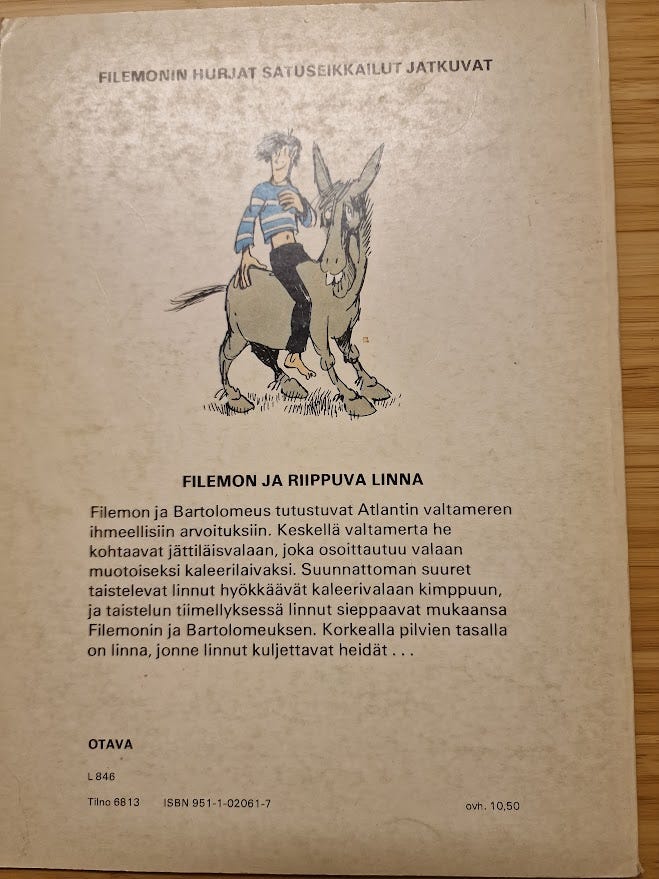 FILEMONIN HURJAT SATUSEIKKAILUT JATKUVAT
FILEMON JA RIIPPUVA LINNA
Filemon ja Bartolomeus tutustuvat Atlantin valtameren
ihmeellisiin arvoituksiin. Keskellä valtamerta he
kohtaavat jättiläisvalaan, joka osoittautuu valaan
muotoiseksi kaleerilaivaksi. Suunnattoman suuret
taistelevat linnut hyökkäävät kaleerivalaan kimppuun,
ja taistelun tiimellyksessä linnut sieppaavat mukaansa
Filemonin ja Bartolomeuksen. Korkealla pilvien tasalla
on linna, jonne linnut kuljettavat heidät . . .
OTAVA
L 846
Tilno 6813 ISBN 951-1-02061-7 ovh. 10,50